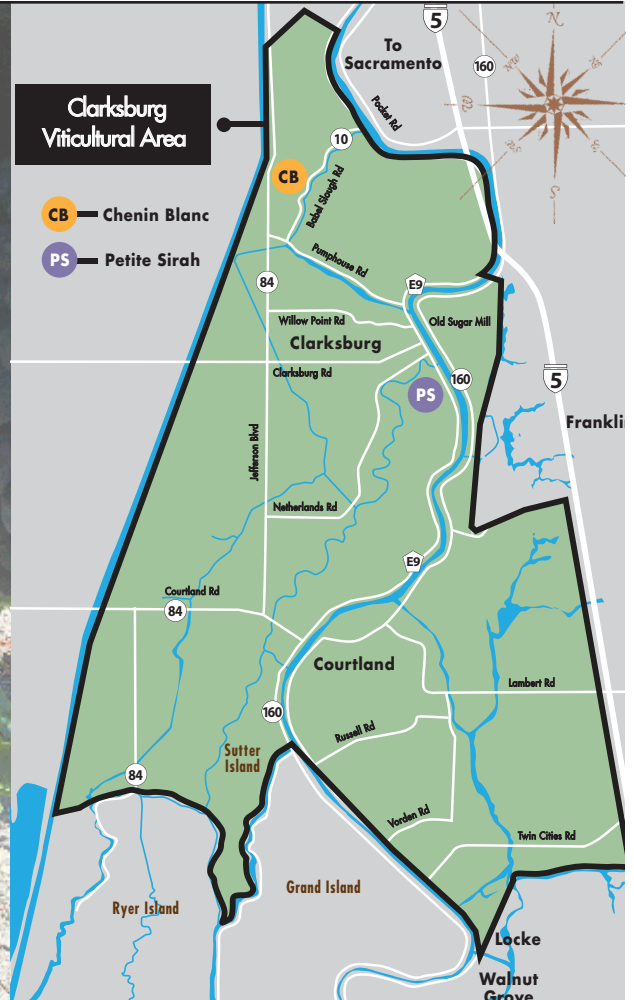 5
160
To
Sacramento
N
Clarksburg
Viticultural Area
Pocket Rd
10
CB
Babel Slough Rd
S
CB Chenin Blanc
PS Petite Sirah
Pumphouse Rd
84
E9
Willow Point Rd
Old Sugar Mill
Clarksburg
Clarksburg Rd
160
5
PS
Frankli
Jefferson Blvd
Netherlands Rd
E9
Courtland Rd
84
Courtland
Lambert Rd
160
Russell Rd
Sutter
Island
84
Vorden Rd
Twin Cities Rd
Grand Island
Ryer Island
Locke
Walnut
Grove